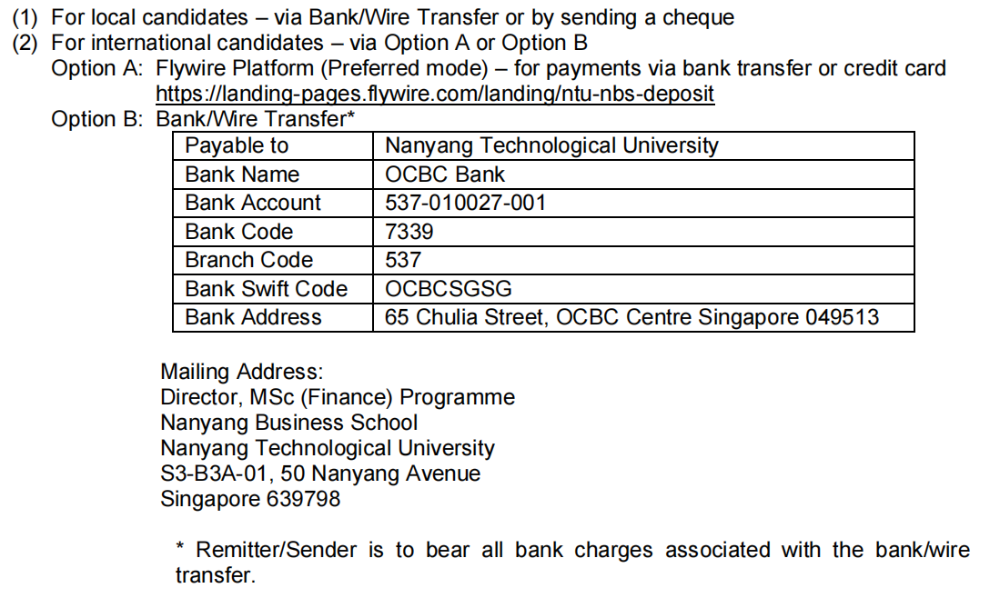 (1) For local candidates – via Bank/Wire Transfer or by sending a cheque
(2) For international candidates – via Option A or Option B
Option A: Flywire Platform (Preferred mode) – for payments via bank transfer or credit card
https://landing-pages.flywire.com/landing/ntu-nbs-deposit
Option B: Bank/Wire Transfer*
Payable to Nanyang Technological University
Bank Name OCBC Bank
Bank Account 537-010027-001
Bank Code 7339
Branch Code 537
Bank Swift Code OCBCSGSG
Bank Address 65 Chulia Street, OCBC Centre Singapore 049513
Mailing Address:
Director, MSc (Finance) Programme
Nanyang Business School
Nanyang Technological University
S3-B3A-01, 50 Nanyang Avenue
Singapore 639798
* Remitter/Sender is to bear all bank charges associated with the bank/wire
transfer.